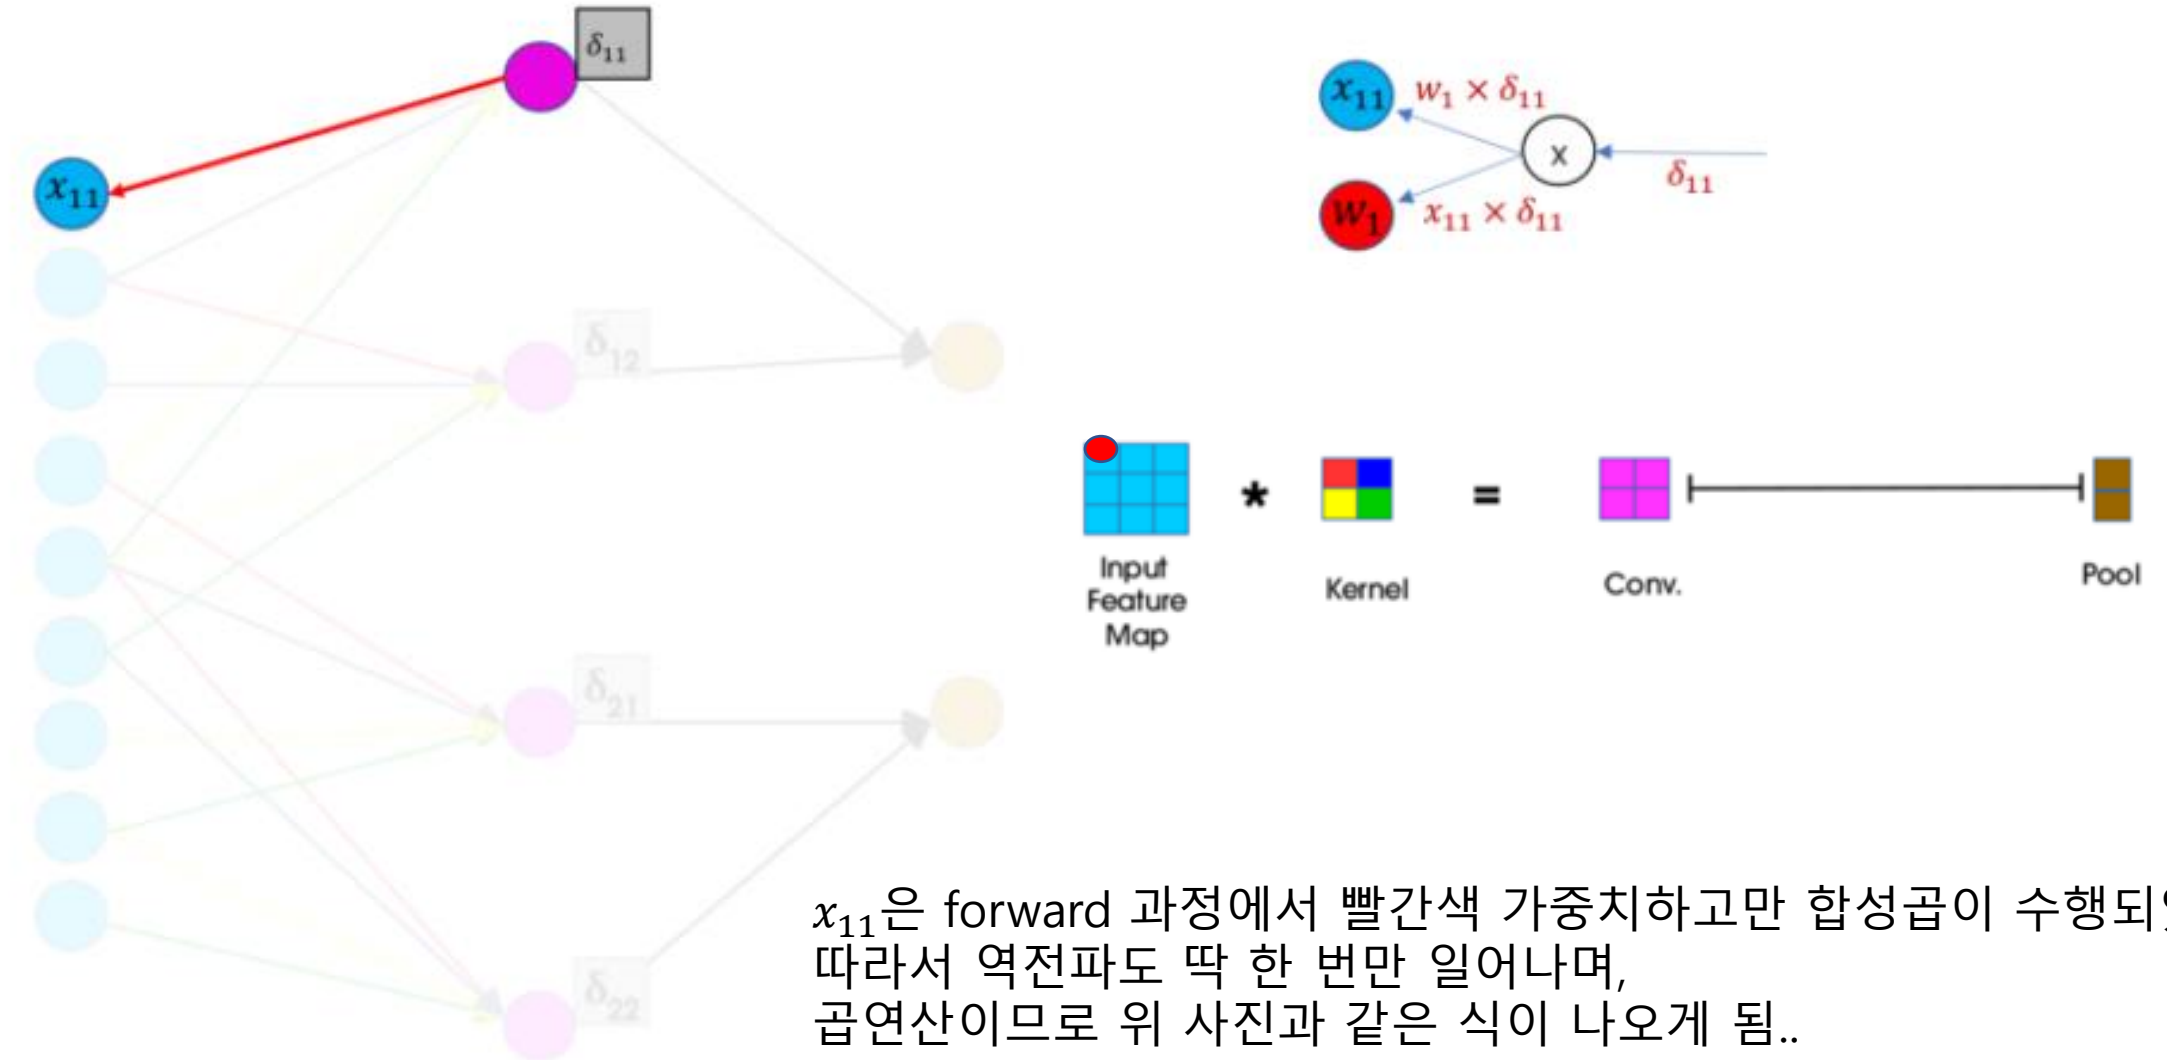 δ₁₁
x₁₁
δ₁₂
δ₂₁
δ₂₂
x₁₁ w₁ × δ₁₁
x
δ₁₁
w₁ x₁₁ × δ₁₁
* =
Input
Feature
Map
Kernel
Conv.
Pool
x₁₁은 forward 과정에서 빨간색 가중치하고만 합성곱이
따라서 역전파도 딱 한 번만 일어나며,
곱연산이므로 위 사진과 같은 식이 나오게 됨..